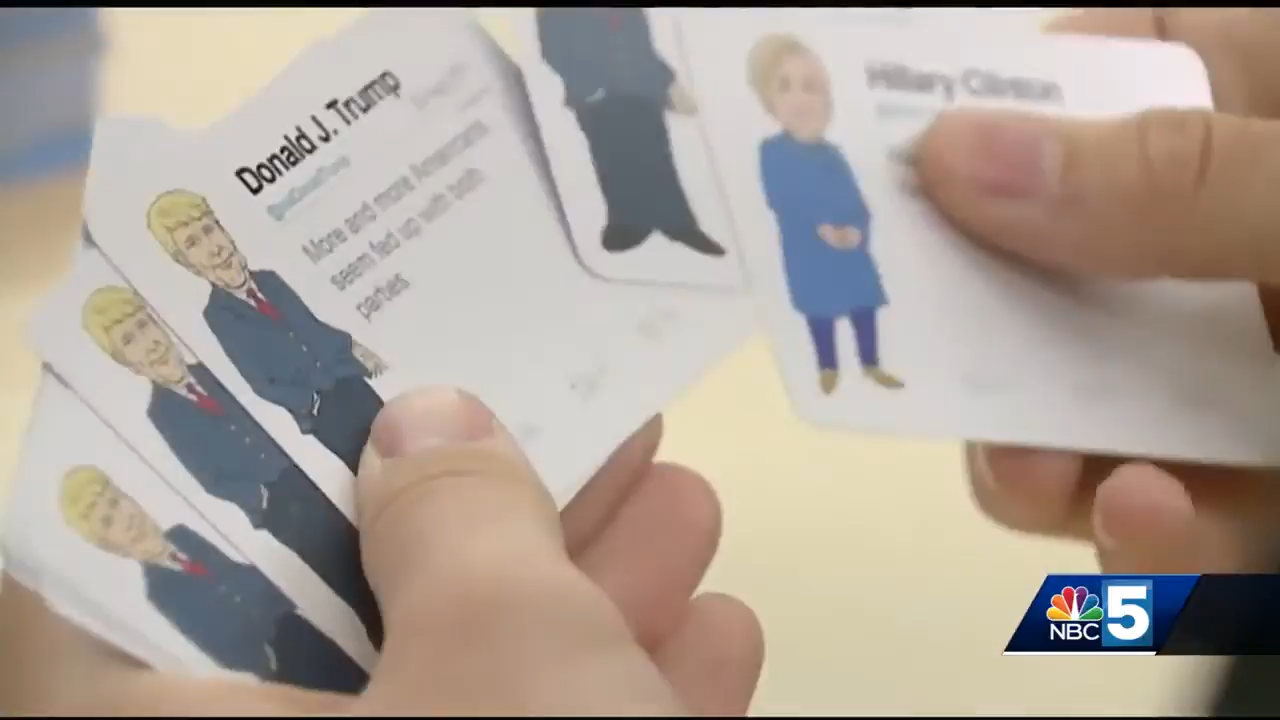 Donald J. Trump
More and more Americans
seem fed up with both
parties
Hillary Clinton
NBC 5